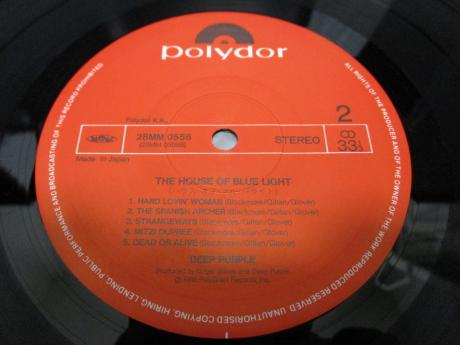 polydor
Polydor K.K.
2
28MM 0556
STEREO
33⅓
Made in Japan
THE HOUSE OF BLUE LIGHT
1. HARD LOVIN' WOMAN (Blackmore/Gillan/Glover)
2. THE SPANISH ARCHER (Blackmore/Gillan/Glover)
3. STRANGEWAYS (Blackmore/Gillan/Glover)
4. MITZI DUPREE (Blackmore/Gillan/Glover)
5. DEAD OR ALIVE (Blackmore/Gillan/Glover)
DEEP PURPLE
Produced by Roger Glover and Deep Purple
PolyGram Records, Inc.
ALL RIGHTS OF THE PRODUCER AND OF THE OWNER OF THE WORK REPRODUCED RESERVED UNAUTHORISED COPYING, HIRING, LENDING, PUBLIC PERFORMANCE AND BROADCASTING OF THIS RECORD PROHIBITED